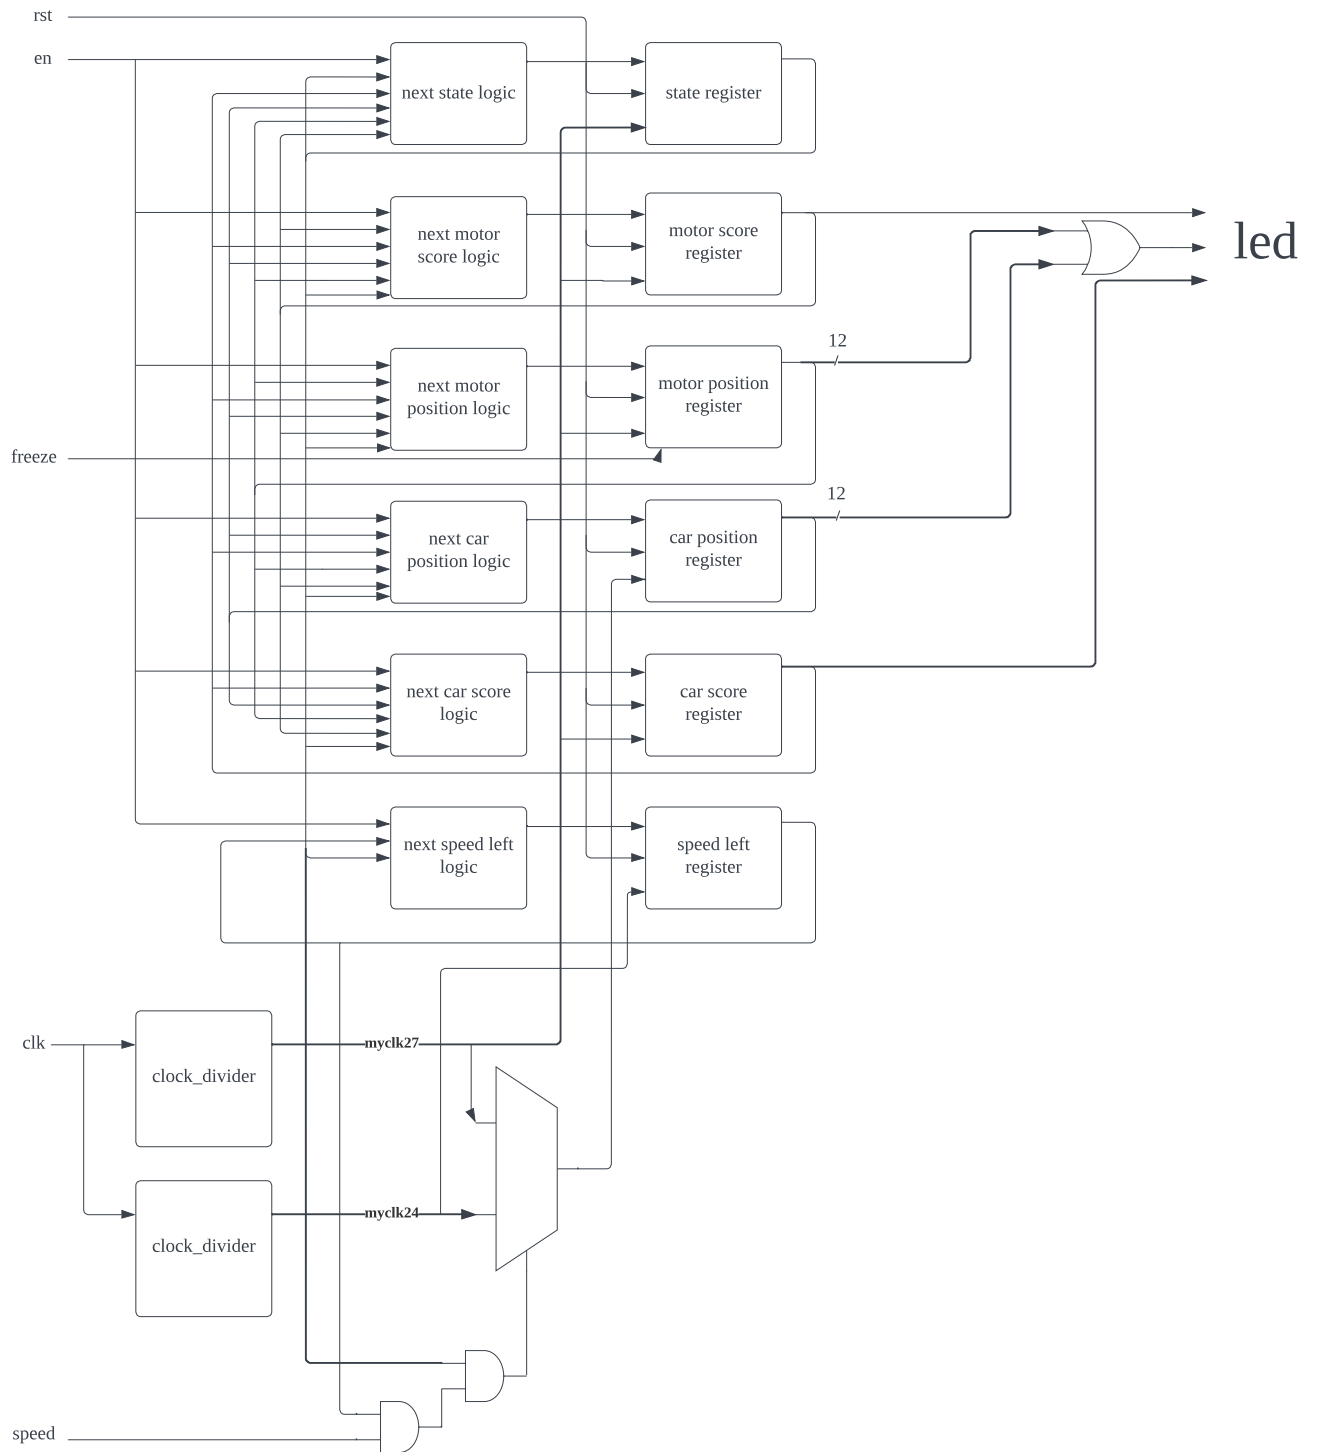 rst
en
next state logic
state register
next motor
score logic
motor score
register
led
next motor
position logic
motor position
register
12
freeze
next car
position logic
car position
register
12
next car score
logic
car score
register
next speed left
logic
speed left
register
clk
clock_divider
myclk27
clock_divider
myclk24
speed